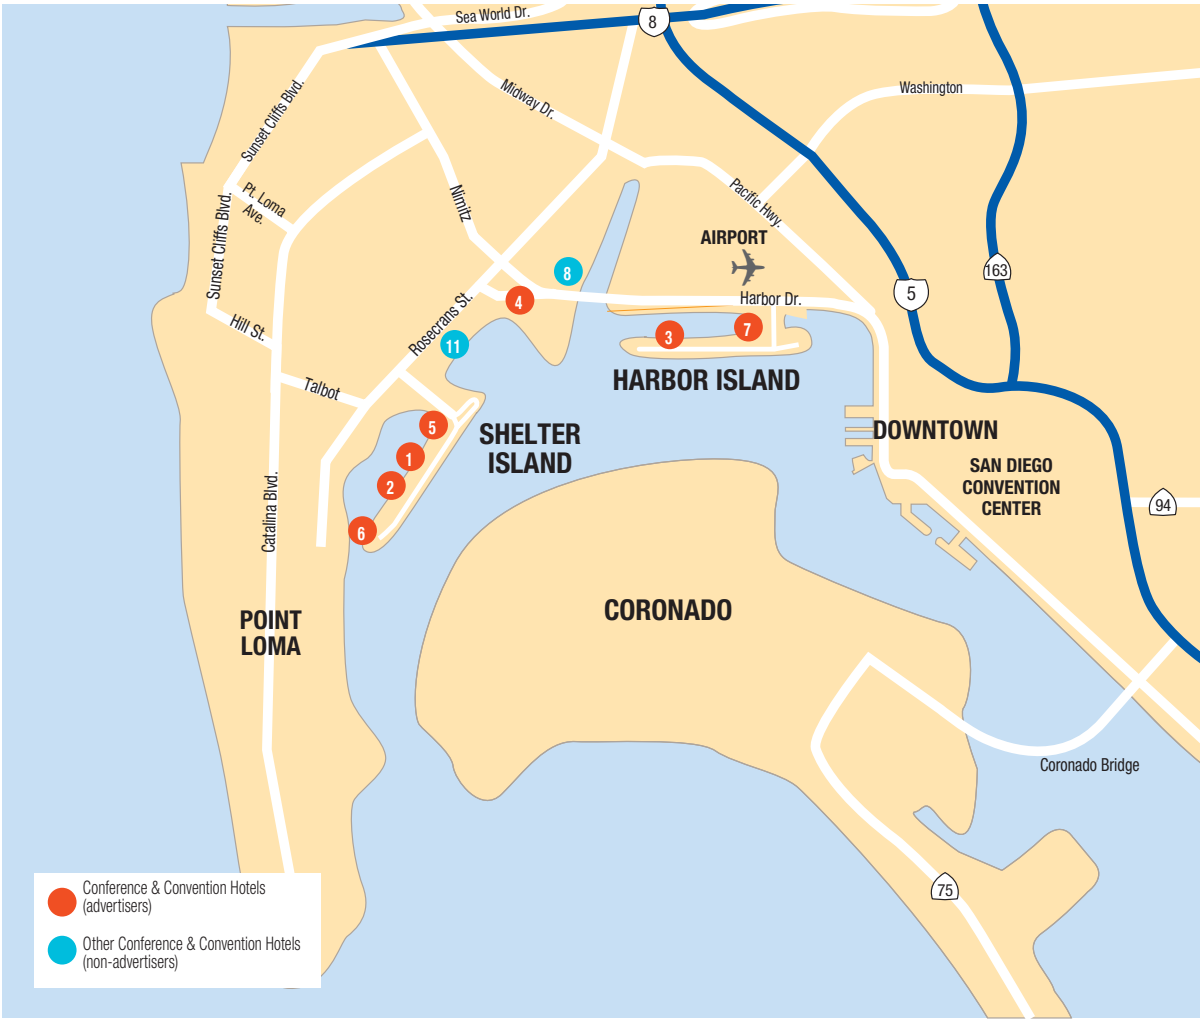 Sea World Dr.
8
Sunset Cliffs Blvd.
Midway Dr.
Washington
Pt. Loma
Ave.
Nimitz
Pacific Hwy.
Sunset Cliffs Blvd.
AIRPORT
8
163
5
4
Harbor Dr.
Hill St.
Rosecrans St.
11
3
7
HARBOR ISLAND
Talbot
5
SHELTER
ISLAND
1
2
6
DOWNTOWN
SAN DIEGO
CONVENTION
CENTER
94
Catalina Blvd.
POINT
LOMA
CORONADO
Coronado Bridge
75
Conference & Convention Hotels
(advertisers)
Other Conference & Convention Hotels
(non-advertisers)